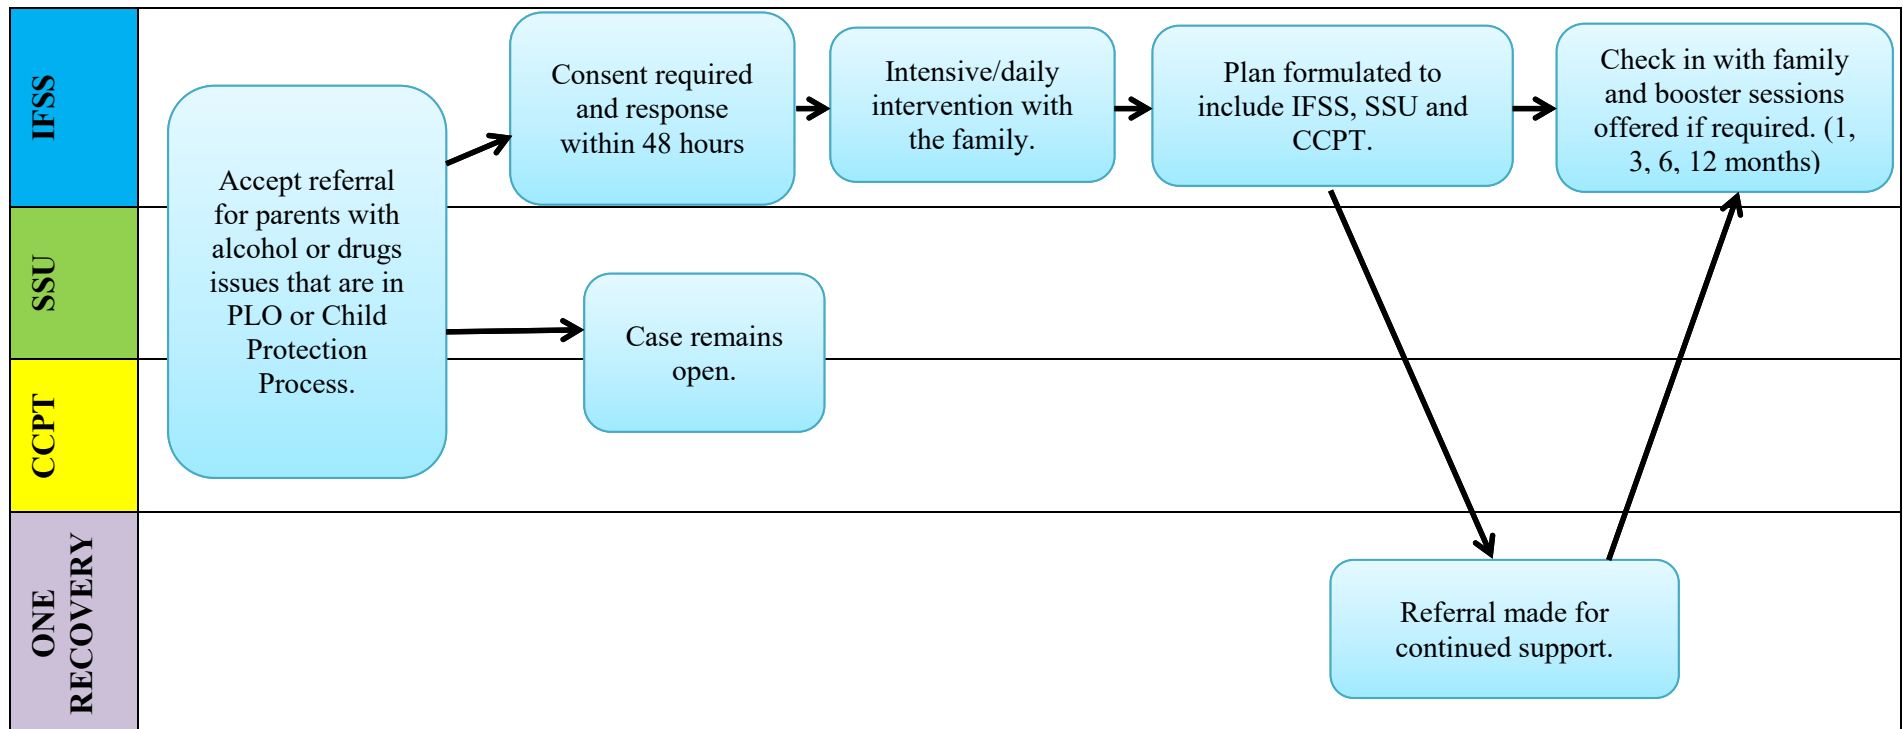 IFSS
SSU
CCPT
ONE
RECOVERY
Accept referral
for parents with
alcohol or drugs
issues that are in
PLO or Child
Protection
Process.
Consent required
and response
within 48 hours
Intensive/daily
intervention with
the family.
Plan formulated to
include IFSS, SSU and
CCPT.
Check in with family
and booster sessions
offered if required. (1,
3, 6, 12 months)
Case remains
open.
Referral made for
continued support.